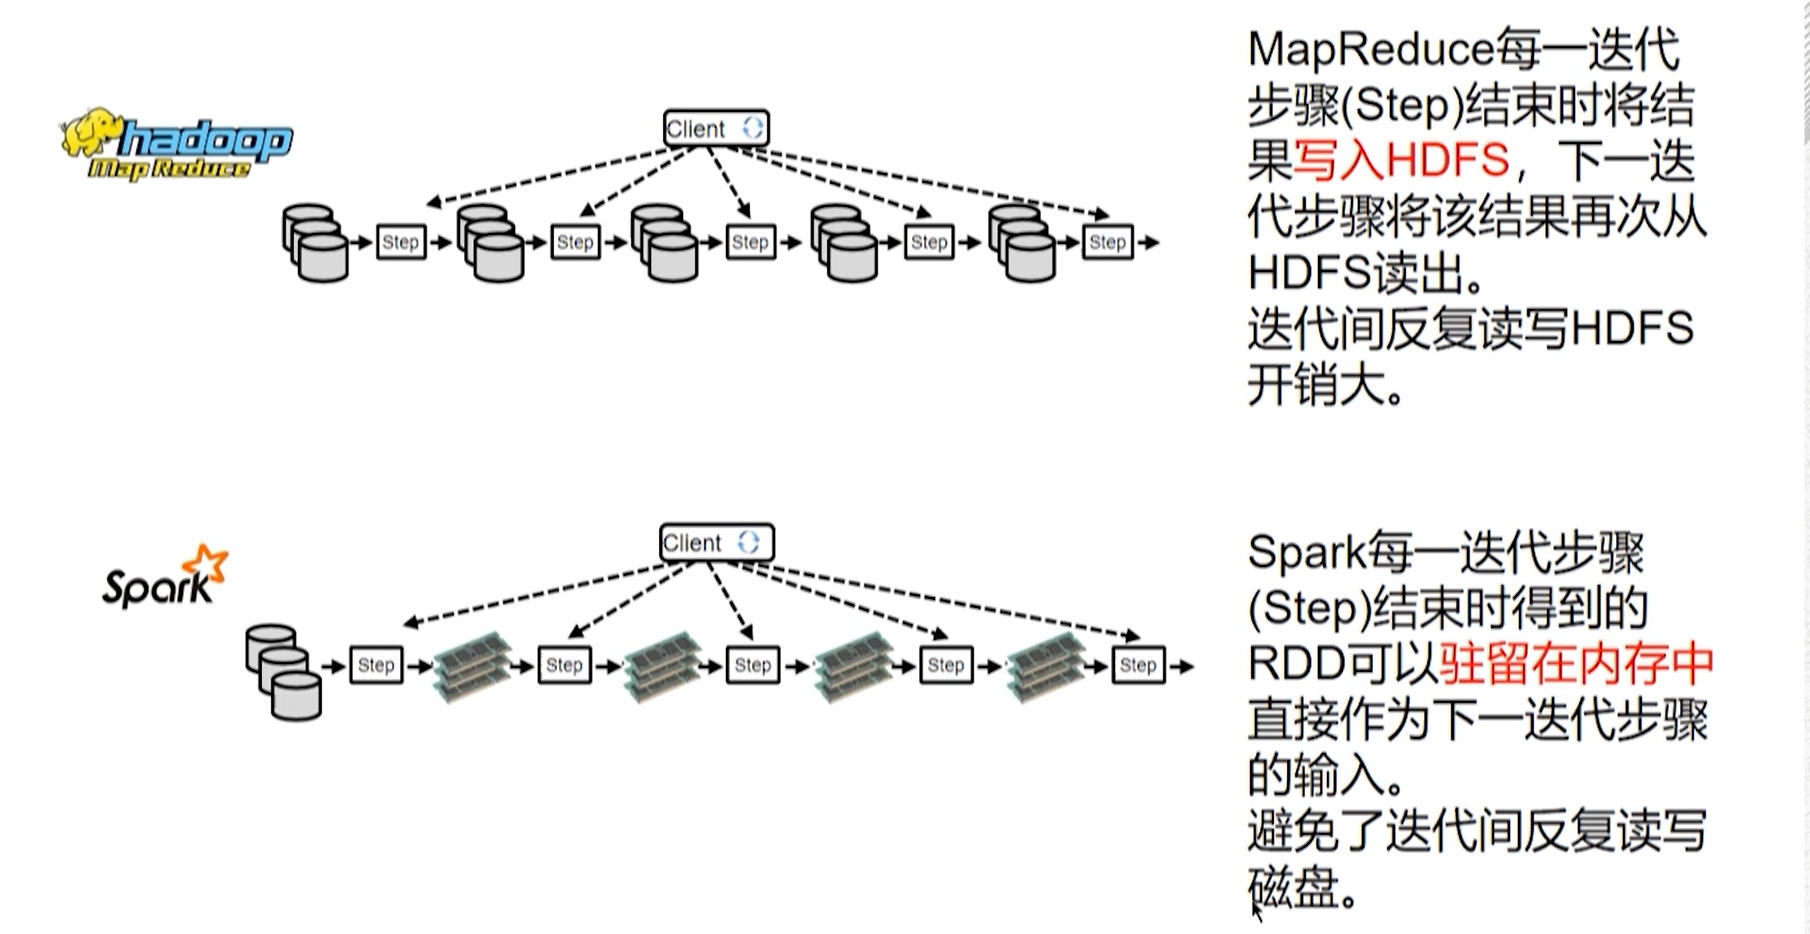 MapReduce每一迭代
步骤(Step)结束时将结
果写入HDFS，下一迭
代步骤将该结果再次从
HDFS读出。
迭代间反复读写HDFS
开销大。
hadoop
Map Reduce
Client
Step
Step
Step
Step
Step
Spark每一迭代步骤
(Step)结束时得到的
RDD可以驻留在内存中
直接作为下一迭代步骤
的输入。
避免了迭代间反复读写
磁盘。
Spark
Client
Step
Step
Step
Step
Step